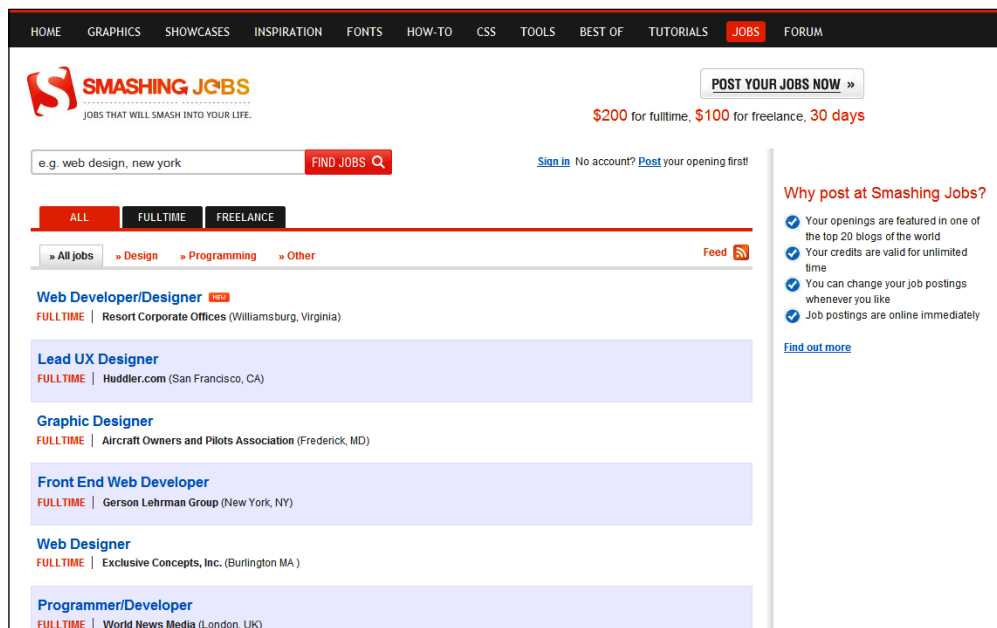 HOME GRAPHICS SHOWCASES INSPIRATION FONTS HOW-TO CSS TOOLS BEST OF TUTORIALS JOBS FORUM
SMASHING JOBS
JOBS THAT WILL SMASH INTO YOUR LIFE.
POST YOUR JOBS NOW »
$200 for fulltime, $100 for freelance, 30 days
e.g. web design, new york FIND JOBS
Sign in No account? Post your opening first!
ALL FULLTIME FREELANCE
» All jobs » Design » Programming » Other Feed
Web Developer/Designer NEW
FULLTIME | Resort Corporate Offices (Williamsburg, Virginia)
Lead UX Designer
FULLTIME | Huddler.com (San Francisco, CA)
Graphic Designer
FULLTIME | Aircraft Owners and Pilots Association (Frederick, MD)
Front End Web Developer
FULLTIME | Gerson Lehrman Group (New York, NY)
Web Designer
FULLTIME | Exclusive Concepts, Inc. (Burlington MA )
Programmer/Developer
FULLTIME | World News Media (London, UK)
Why post at Smashing Jobs?
Your openings are featured in one of
the top 20 blogs of the world
Your credits are valid for unlimited
time
You can change your job postings
whenever you like
Job postings are online immediately
Find out more